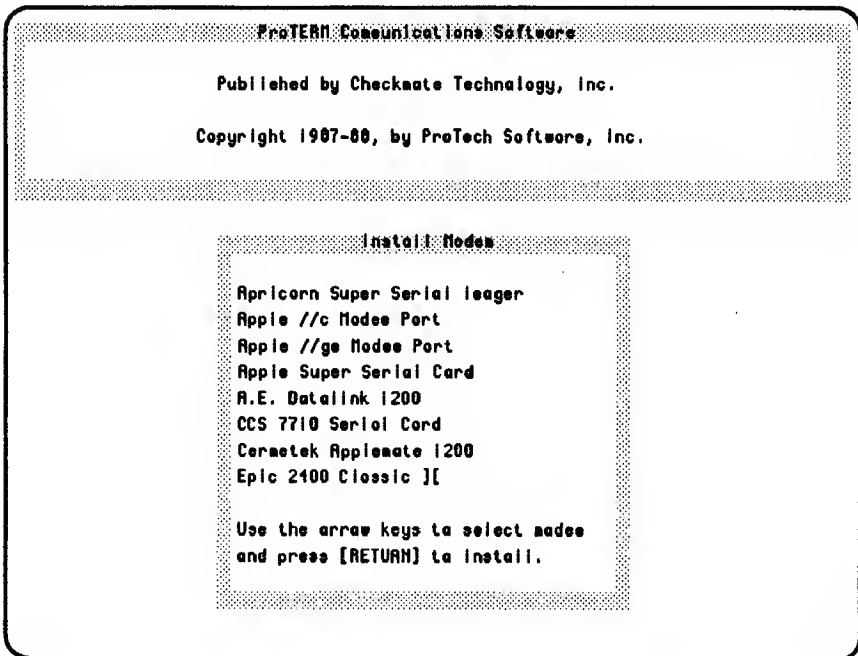 ProTERM Communications Software
Published by Checkmate Technology, Inc.
Copyright 1987-88, by ProTech Software, Inc.
Install Modem
Apricorn Super Serial Imager
Apple //c Modem Port
Apple //gs Modem Port
Apple Super Serial Card
A.E. Datalink 1200
CCS 7710 Serial Card
Cermetek Applemate 1200
Epic 2400 Classic ][
Use the arrow keys to select modem
and press [RETURN] to install.